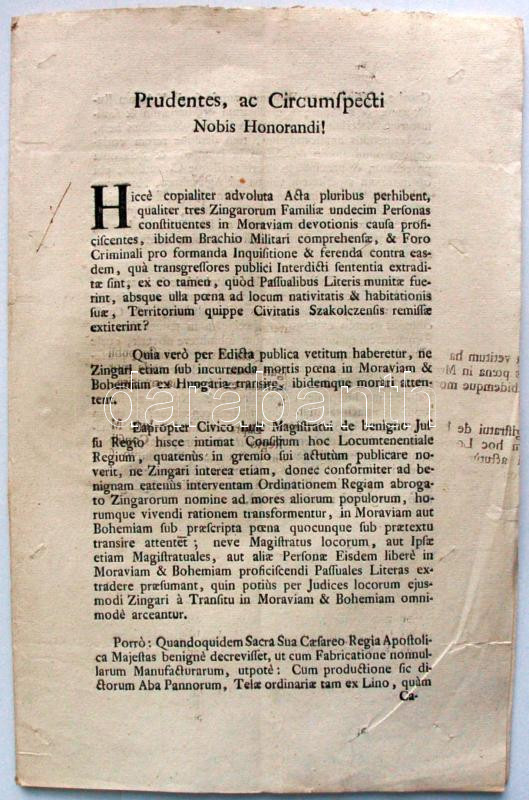 Prudentes, ac Circumſpecti
Nobis Honorandi!
Hiccè copialiter advoluta Acta pluribus perhibent,
qualiter tres Zingarorum Familiæ undecim Perſonas
conſtituentes in Moraviam devotionis cauſa profi-
ciſcentes, ibidem Brachio Militari comprehenſæ, & Foro
Criminali pro formanda Inquiſitione & ferenda contra eas-
dem, quà transgreſſores publici Interdicti ſententia extradi-
tæ ſint, ex eo tamen, quòd Paſſualibus Literis munitæ fue-
rint, absque ulla pœna ad locum nativitatis & habitationis
ſuæ, Territorium quippe Civitatis Szakolczenſis remiſſæ
extiterint?
Quia verò per Edicta publica vetitum haberetur, ne
Zingari etiam ſub incurrenda mortis pœna in Moraviam &
Bohemiam ex Hungaria transire, ibidemque morari atten-
tent.
Eapropter Civico huic Magiſtratui de benigno Juſ-
ſu Regio hisce intimat Conſilium hoc Locumtenentiale
Regium, quatenùs in gremio ſui actutùm publicare no-
verit, ne Zingari interea etiam, donec conformiter ad be-
nignam eatenùs interventam Ordinationem Regiam abroga-
to Zingarorum nomine ad mores aliorum populorum, ho-
rumque vivendi rationem transformentur, in Moraviam aut
Bohemiam ſub præſcripta pœna quocunque ſub prætextu
transire attentet; neve Magiſtratus locorum, aut Ipſæ
etiam Magiſtratuales, aut aliæ Perſonæ Eisdem liberè in
Moraviam & Bohemiam proficiſcendi Paſſuales Literas ex-
tradere præſumant, quin potiùs per Judices locorum ejus-
modi Zingari à Tranſitu in Moraviam & Bohemiam omni-
modè arceantur.
Porrò: Quandoquidem Sacra Sua Cæſareo Regia Apoſtoli-
ca Majeſtas benignè decreviſſet, ut cum Fabricatione nonnul-
larum Manufacturarum, utpotè: Cum productione ſic di-
ctorum Aba Pannorum, Telæ ordinariæ tam ex Lino, quàm
Ca-
darabanth